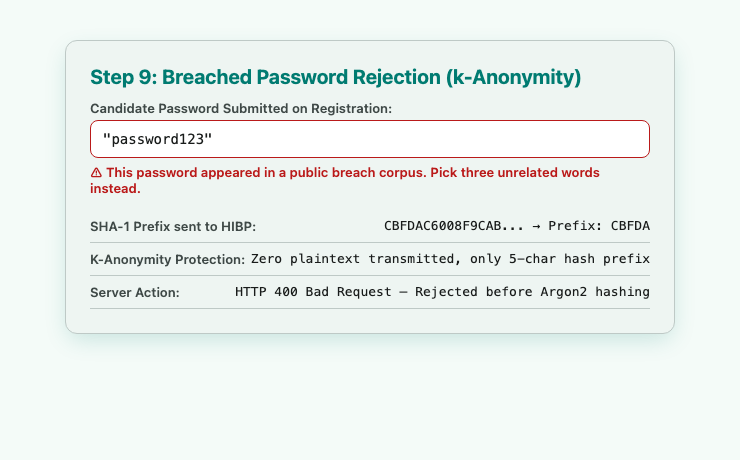 Step 9: Breached Password Rejection (k-Anonymity)
Candidate Password Submitted on Registration:
"password123"
⚠ This password appeared in a public breach corpus. Pick three unrelated words
instead.
SHA-1 Prefix sent to HIBP: CBFDAC6008F9CAB... → Prefix: CBFDA
K-Anonymity Protection: Zero plaintext transmitted, only 5-char hash prefix
Server Action: HTTP 400 Bad Request — Rejected before Argon2 hashing